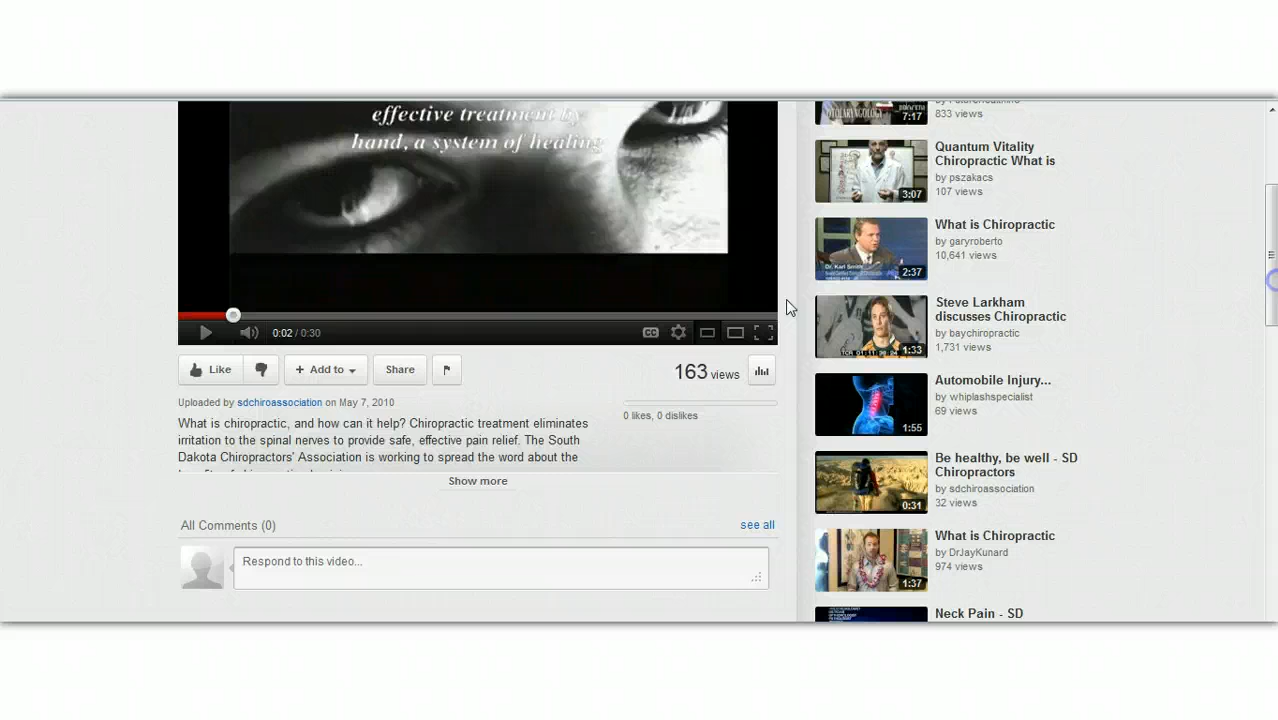 effective treatment by
hand, a system of healing
0:02 / 0:30
CC
Like
+ Add to
Share
163 views
Uploaded by sdchiroassociation on May 7, 2010
0 likes, 0 dislikes
What is chiropractic, and how can it help? Chiropractic treatment eliminates
irritation to the spinal nerves to provide safe, effective pain relief. The South
Dakota Chiropractors' Association is working to spread the word about the
Show more
All Comments (0)
see all
Respond to this video...
7:17
833 views
3:07
Quantum Vitality
Chiropractic What is
by pszakacs
107 views
Dr. Karl Smith
2:37
What is Chiropractic
by garyroberto
10,641 views
1:33
Steve Larkham
discusses Chiropractic
by baychiropractic
1,731 views
1:55
Automobile Injury...
by whiplashspecialist
69 views
0:31
Be healthy, be well - SD
Chiropractors
by sdchiroassociation
32 views
1:37
What is Chiropractic
by DrJayKunard
974 views
Neck Pain - SD